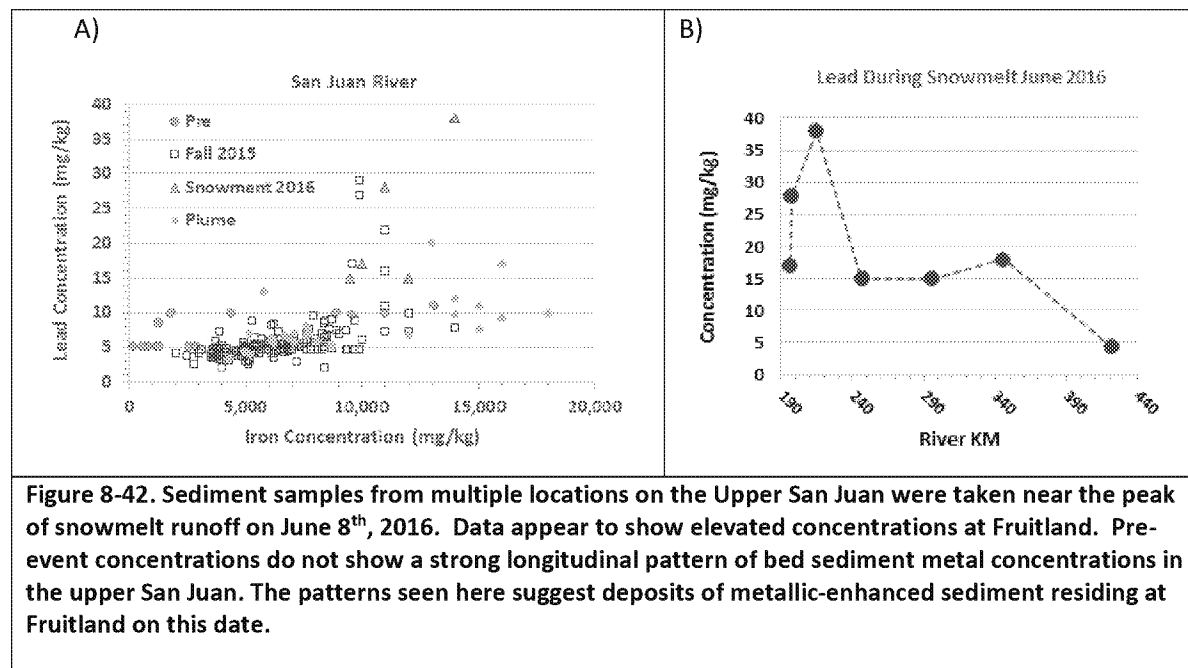 A)
San Juan River
Lead Concentration (mg/kg)
40
35
30
25
20
15
10
5
0
Pre
Fall 2015
Snowment 2016
Plume
0
5,000
10,000
15,000
20,000
Iron Concentration (mg/kg)
B)
Lead During Snowmelt June 2016
Concentration (mg/kg)
40
35
30
25
20
15
10
5
0
190
240
290
340
390
440
River KM
Figure 8-42. Sediment samples from multiple locations on the Upper San Juan were taken near the peak
of snowmelt runoff on June 8th, 2016. Data appear to show elevated concentrations at Fruitland. Pre-
event concentrations do not show a strong longitudinal pattern of bed sediment metal concentrations in
the upper San Juan. The patterns seen here suggest deposits of metallic-enhanced sediment residing at
Fruitland on this date.